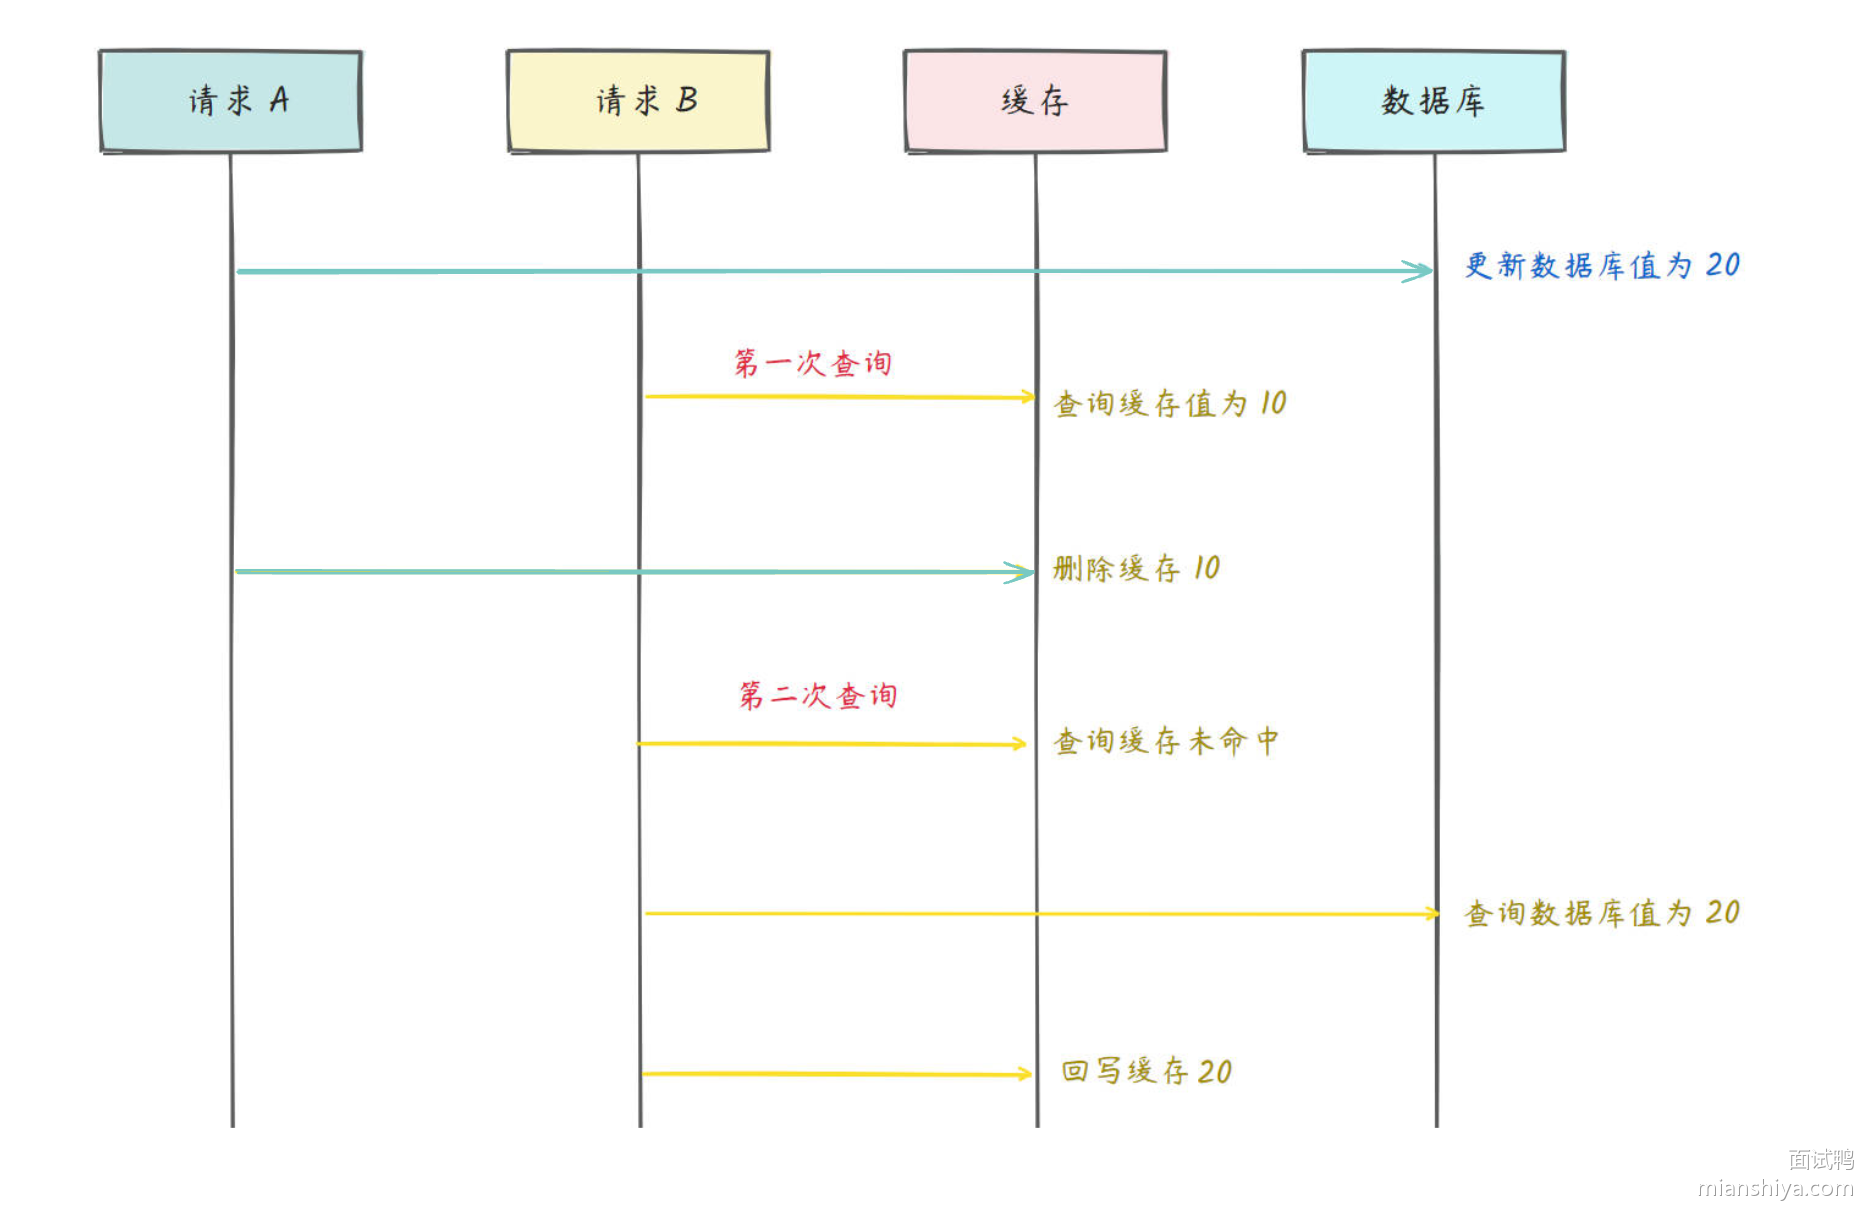 请求 A
请求 B
缓存
数据库
更新数据库值为 20
第一次查询
查询缓存值为 10
删除缓存 10
第二次查询
查询缓存未命中
查询数据库值为 20
回写缓存 20
面试鸭
mianshiya.com